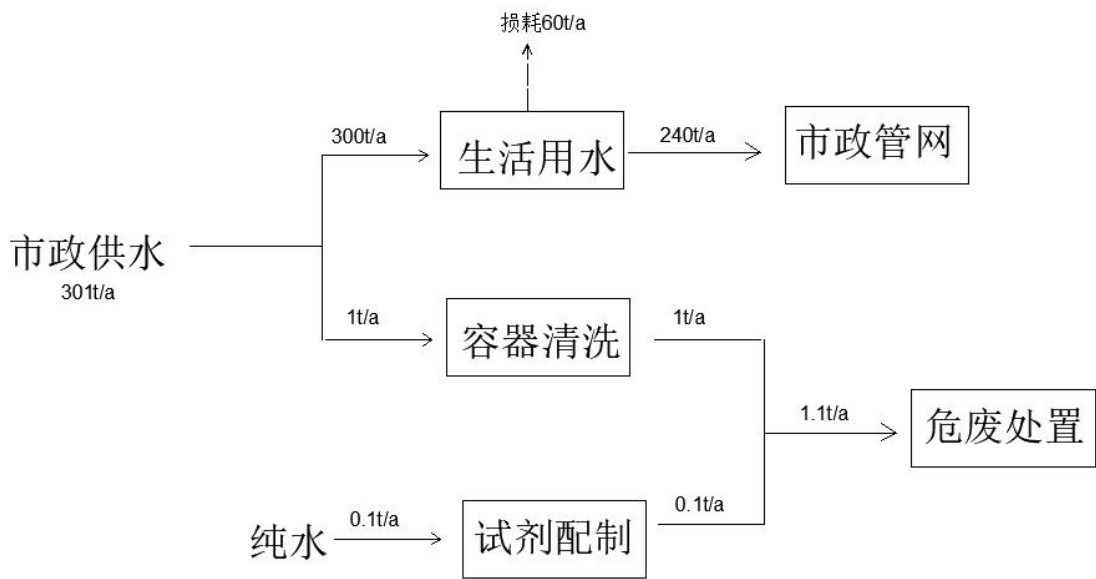 损耗60t/a
300t/a
生活用水
240t/a
市政管网
市政供水
301t/a
1t/a
容器清洗
1t/a
1.1t/a
危废处置
纯水
0.1t/a
试剂配制
0.1t/a